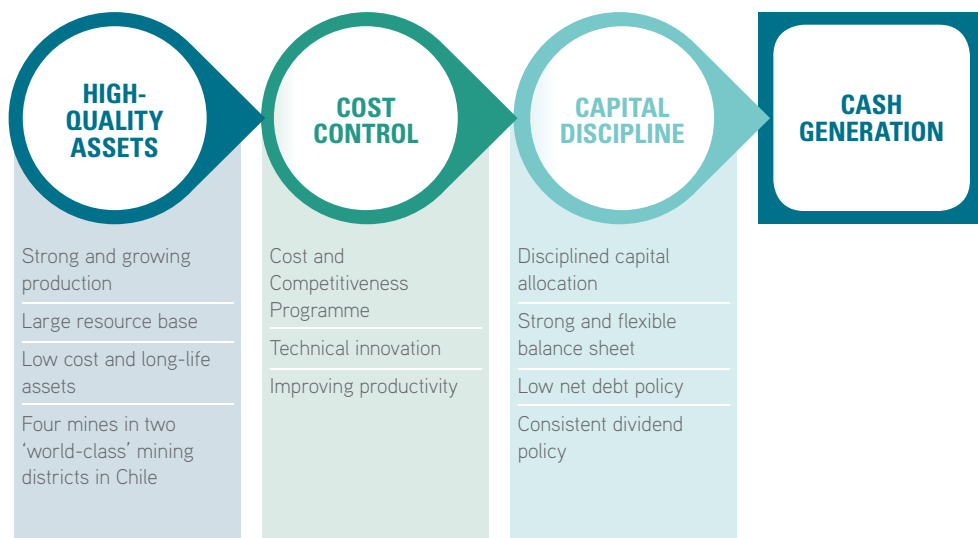 HIGH-
QUALITY
ASSETS
Strong and growing
production
Large resource base
Low cost and long-life
assets
Four mines in two
‘world-class’ mining
districts in Chile
COST
CONTROL
Cost and
Competitiveness
Programme
Technical innovation
Improving productivity
CAPITAL
DISCIPLINE
Disciplined capital
allocation
Strong and flexible
balance sheet
Low net debt policy
Consistent dividend
policy
CASH
GENERATION